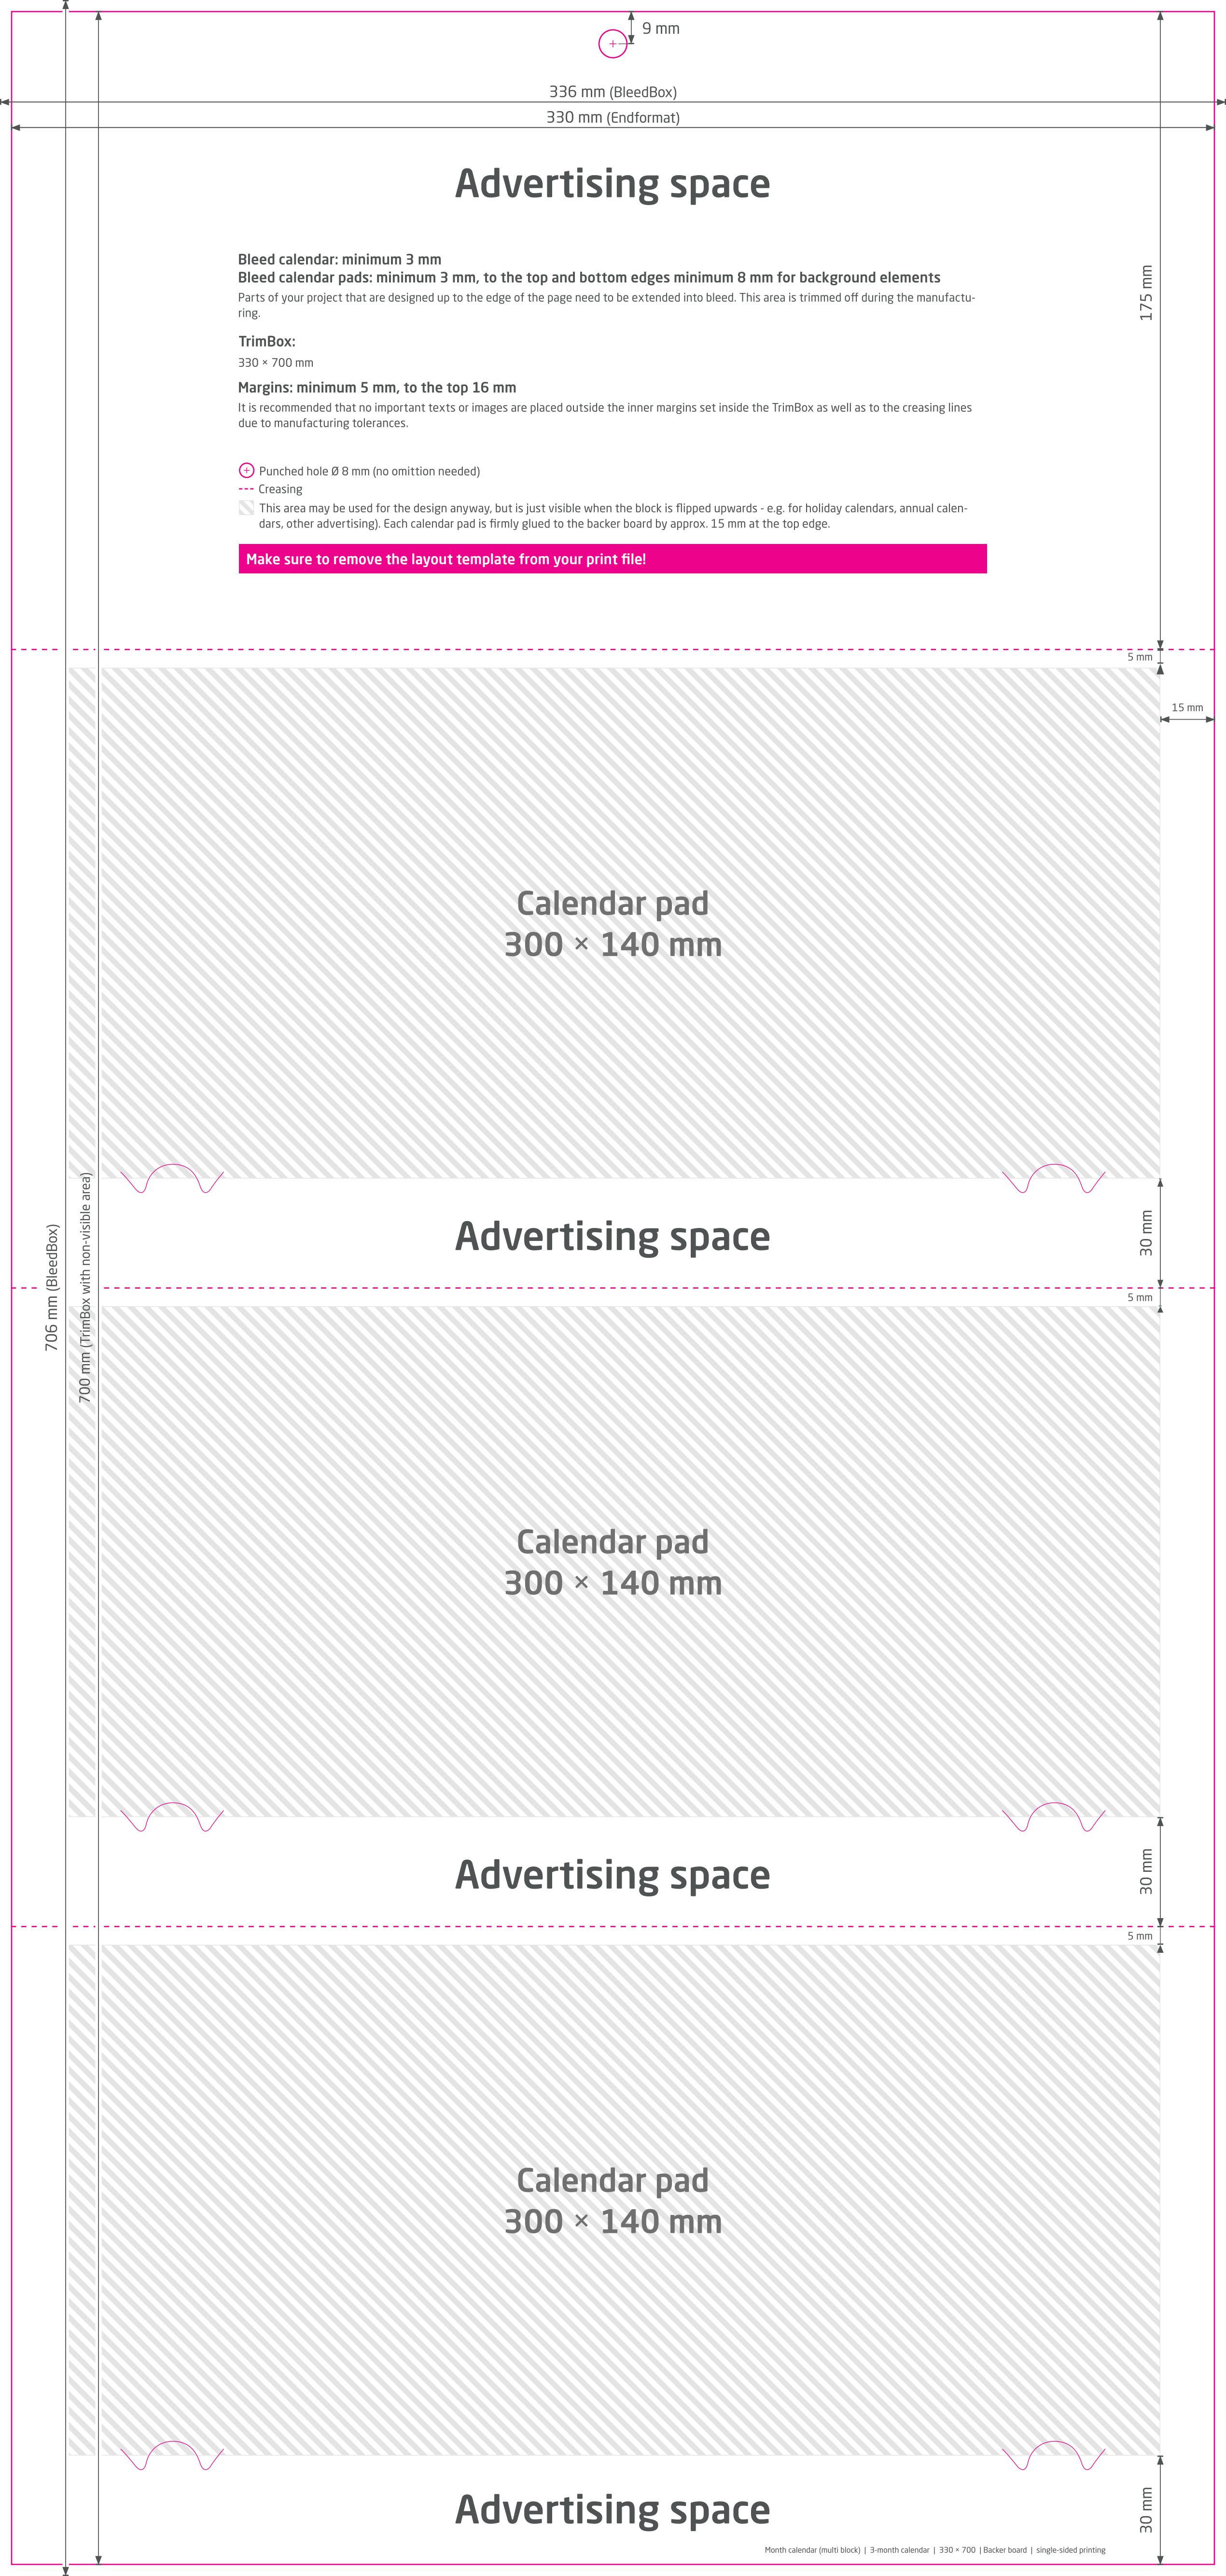 9 mm
336 mm (BleedBox)
330 mm (Endformat)
Advertising space
Bleed calendar: minimum 3 mm
Bleed calendar pads: minimum 3 mm, to the top and bottom edges minimum 8 mm for background elements
Parts of your project that are designed up to the edge of the page need to be extended into bleed. This area is trimmed off during the manufactu-
ring.
175 mm
TrimBox:
330 × 700 mm
Margins: minimum 5 mm, to the top 16 mm
It is recommended that no important texts or images are placed outside the inner margins set inside the TrimBox as well as to the creasing lines
due to manufacturing tolerances.
Punched hole Ø 8 mm (no omittion needed)
Creasing
This area may be used for the design anyway, but is just visible when the block is flipped upwards - e.g. for holiday calendars, annual calen-
dars, other advertising). Each calendar pad is firmly glued to the backer board by approx. 15 mm at the top edge.
Make sure to remove the layout template from your print file!
5 mm
15 mm
Calendar pad
300 × 140 mm
Advertising space
30 mm
706 mm (BleedBox)
700 mm (TrimBox with non-visible area)
5 mm
Calendar pad
300 × 140 mm
Advertising space
30 mm
5 mm
Calendar pad
300 × 140 mm
Advertising space
30 mm
Month calendar (multi block) | 3-month calendar | 330 × 700 | Backer board | single-sided printing